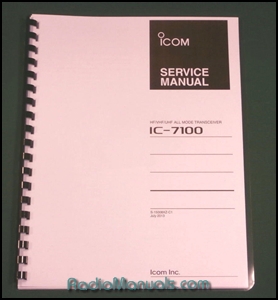 ICOM
SERVICE
MANUAL
HF/VHF/UHF ALL MODE TRANSCEIVER
IC-7100
Icom Inc.
RadioManuals.com